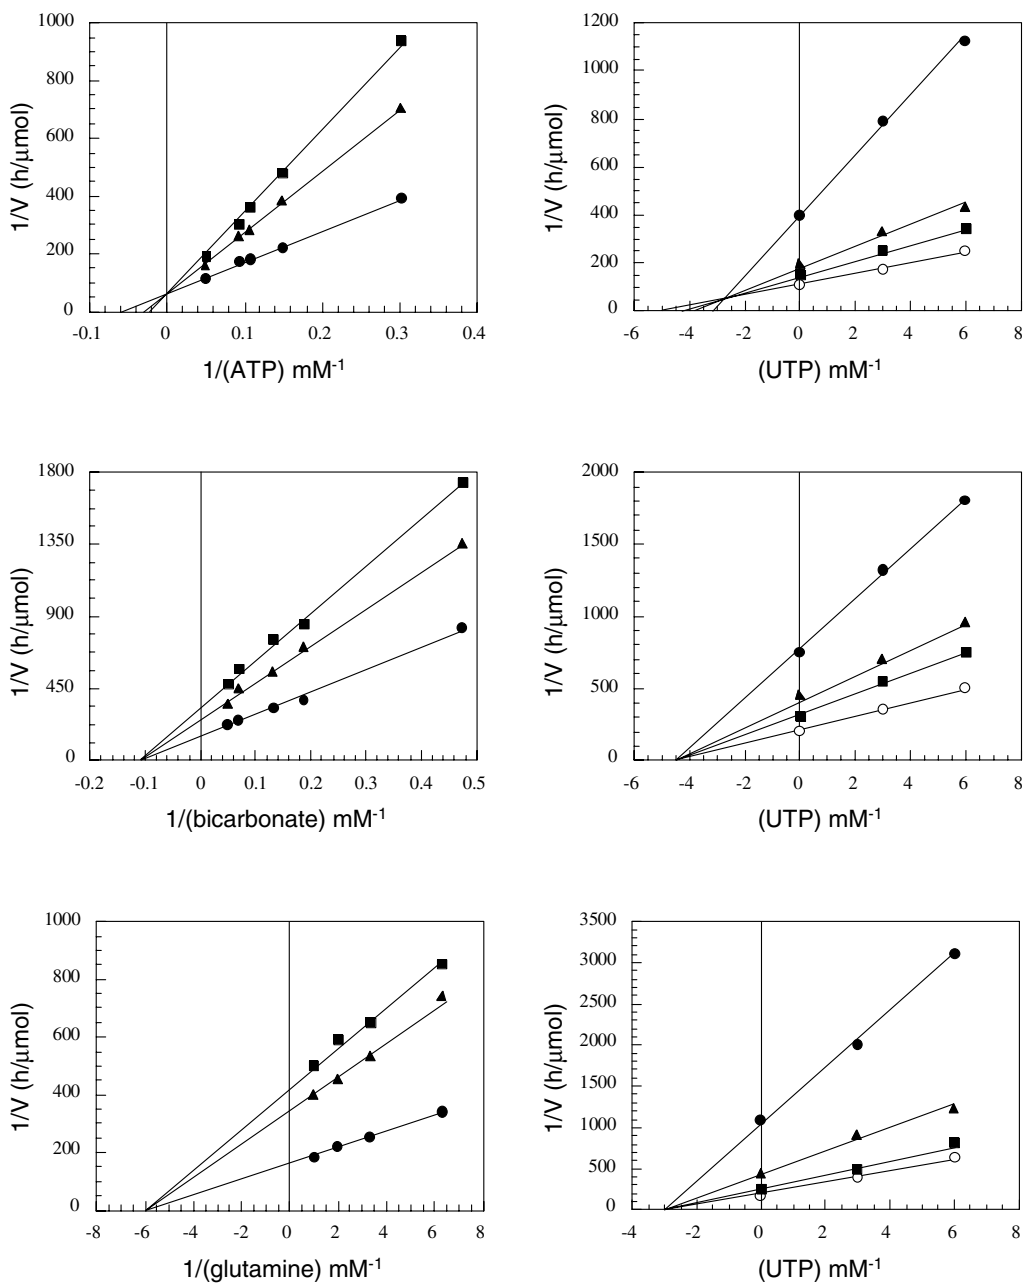 1000
800
600
400
200
0
-0.1 0 0.1 0.2 0.3 0.4
1/V (h/μmol)
1/(ATP) mM-1
1200
1000
800
600
400
200
0
-6 -4 -2 0 2 4 6 8
1/V (h/μmol)
(UTP) mM-1
1800
1350
900
450
0
-0.2 -0.1 0 0.1 0.2 0.3 0.4 0.5
1/V (h/μmol)
1/(bicarbonate) mM-1
2000
1500
1000
500
0
-6 -4 -2 0 2 4 6 8
1/V (h/μmol)
(UTP) mM-1
1000
800
600
400
200
0
-8 -6 -4 -2 0 2 4 6 8
1/V (h/μmol)
1/(glutamine) mM-1
3500
3000
2500
2000
1500
1000
500
0
-4 -2 0 2 4 6 8
1/V (h/μmol)
(UTP) mM-1